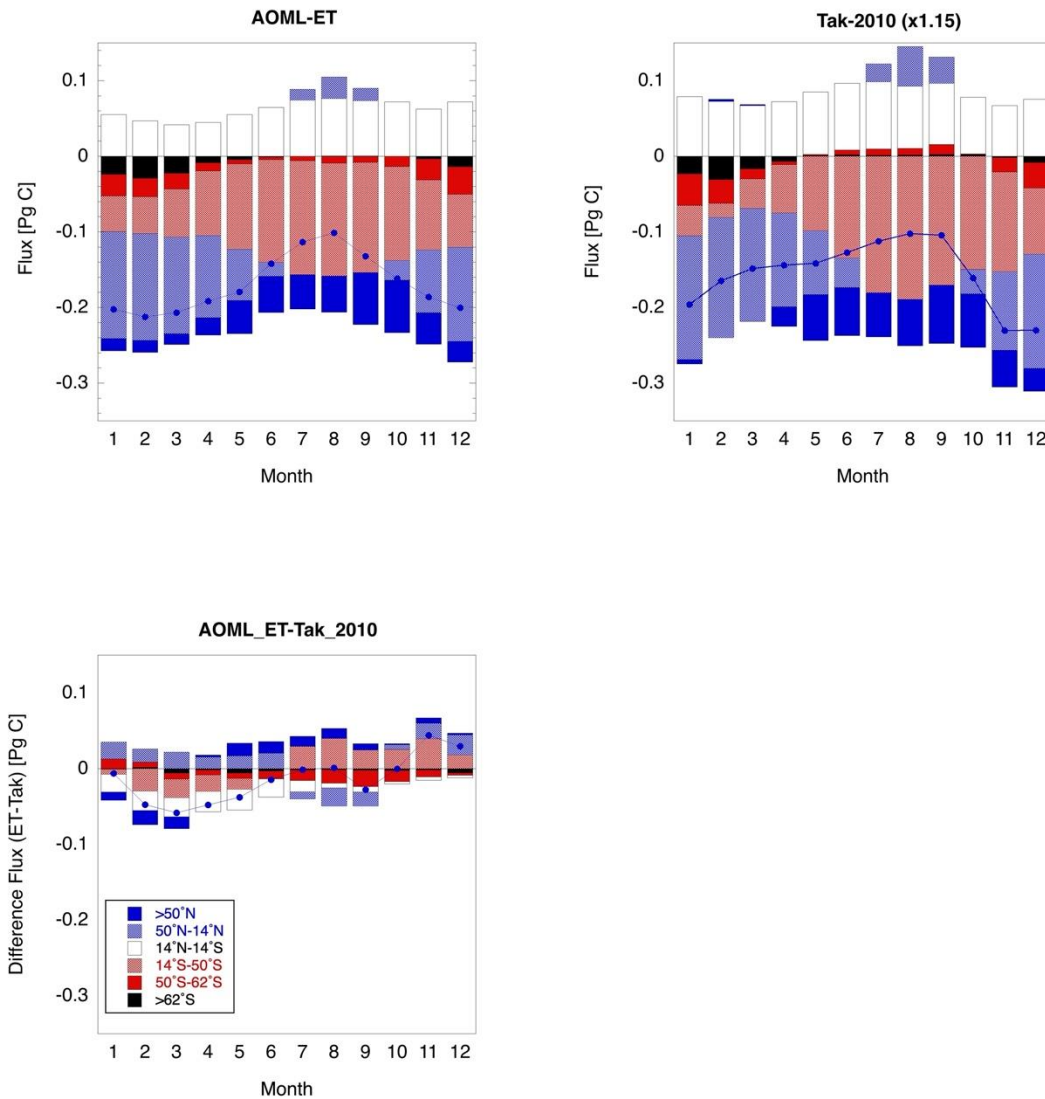 AOML-ET
Flux [Pg C]
0.1
0
-0.1
-0.2
-0.3
1 2 3 4 5 6 7 8 9 10 11 12
Month
Tak-2010 (x1.15)
Flux [Pg C]
0.1
0
-0.1
-0.2
-0.3
1 2 3 4 5 6 7 8 9 10 11 12
Month
AOML_ET-Tak_2010
Difference Flux (ET-Tak) [Pg C]
0.1
0
-0.1
-0.2
-0.3
>50˚N
50˚N-14˚N
14˚N-14˚S
14˚S-50˚S
50˚S-62˚S
>62˚S
1 2 3 4 5 6 7 8 9 10 11 12
Month